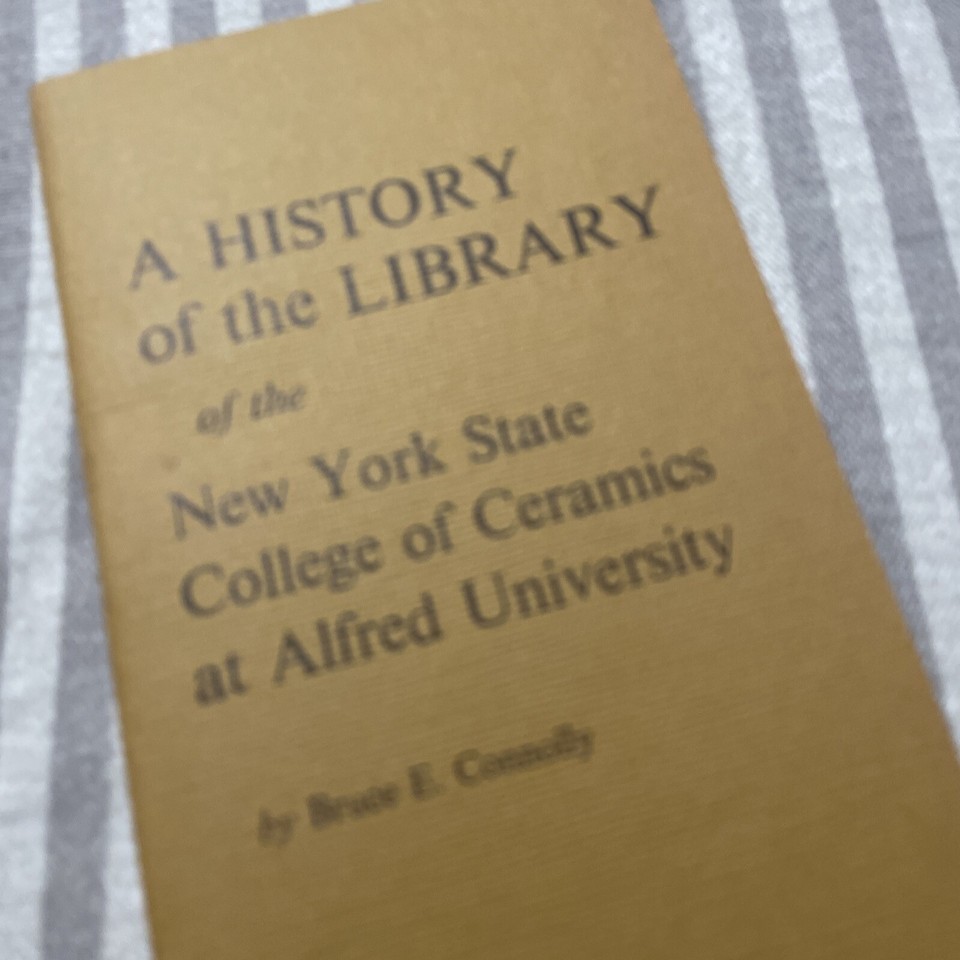 A HISTORY
of the LIBRARY
of the
New York State
College of Ceramics
at Alfred University
by Bruce E. Connolly